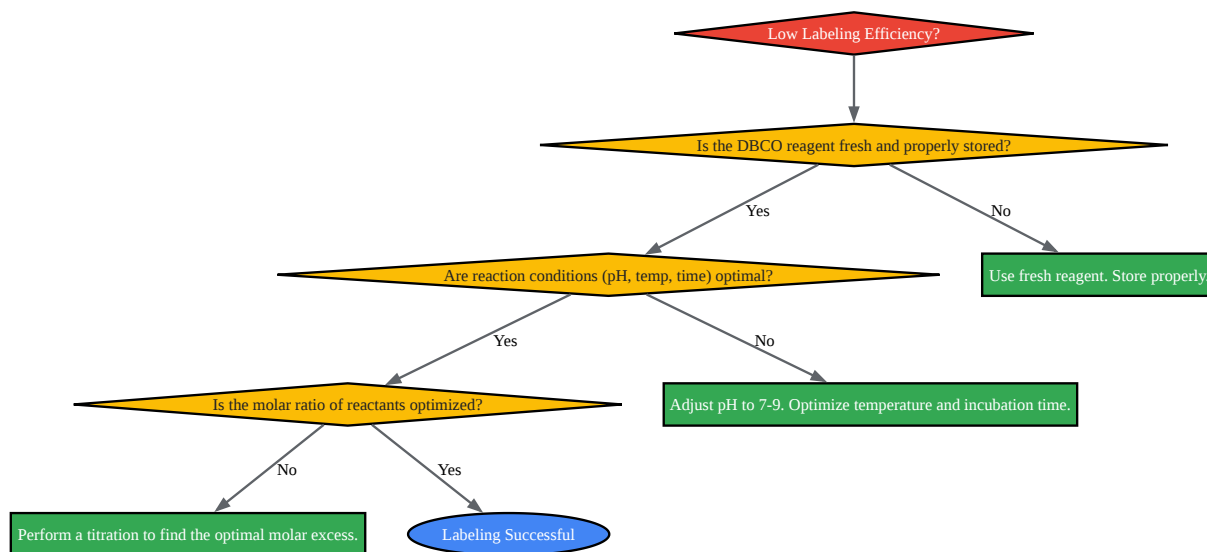 Low Labeling Efficiency?
Is the DBCO reagent fresh and properly stored?
Yes
No
Are reaction conditions (pH, temp, time) optimal?
Use fresh reagent. Store properly.
Yes
No
Is the molar ratio of reactants optimized?
Adjust pH to 7-9. Optimize temperature and incubation time.
No
Yes
Perform a titration to find the optimal molar excess.
Labeling Successful